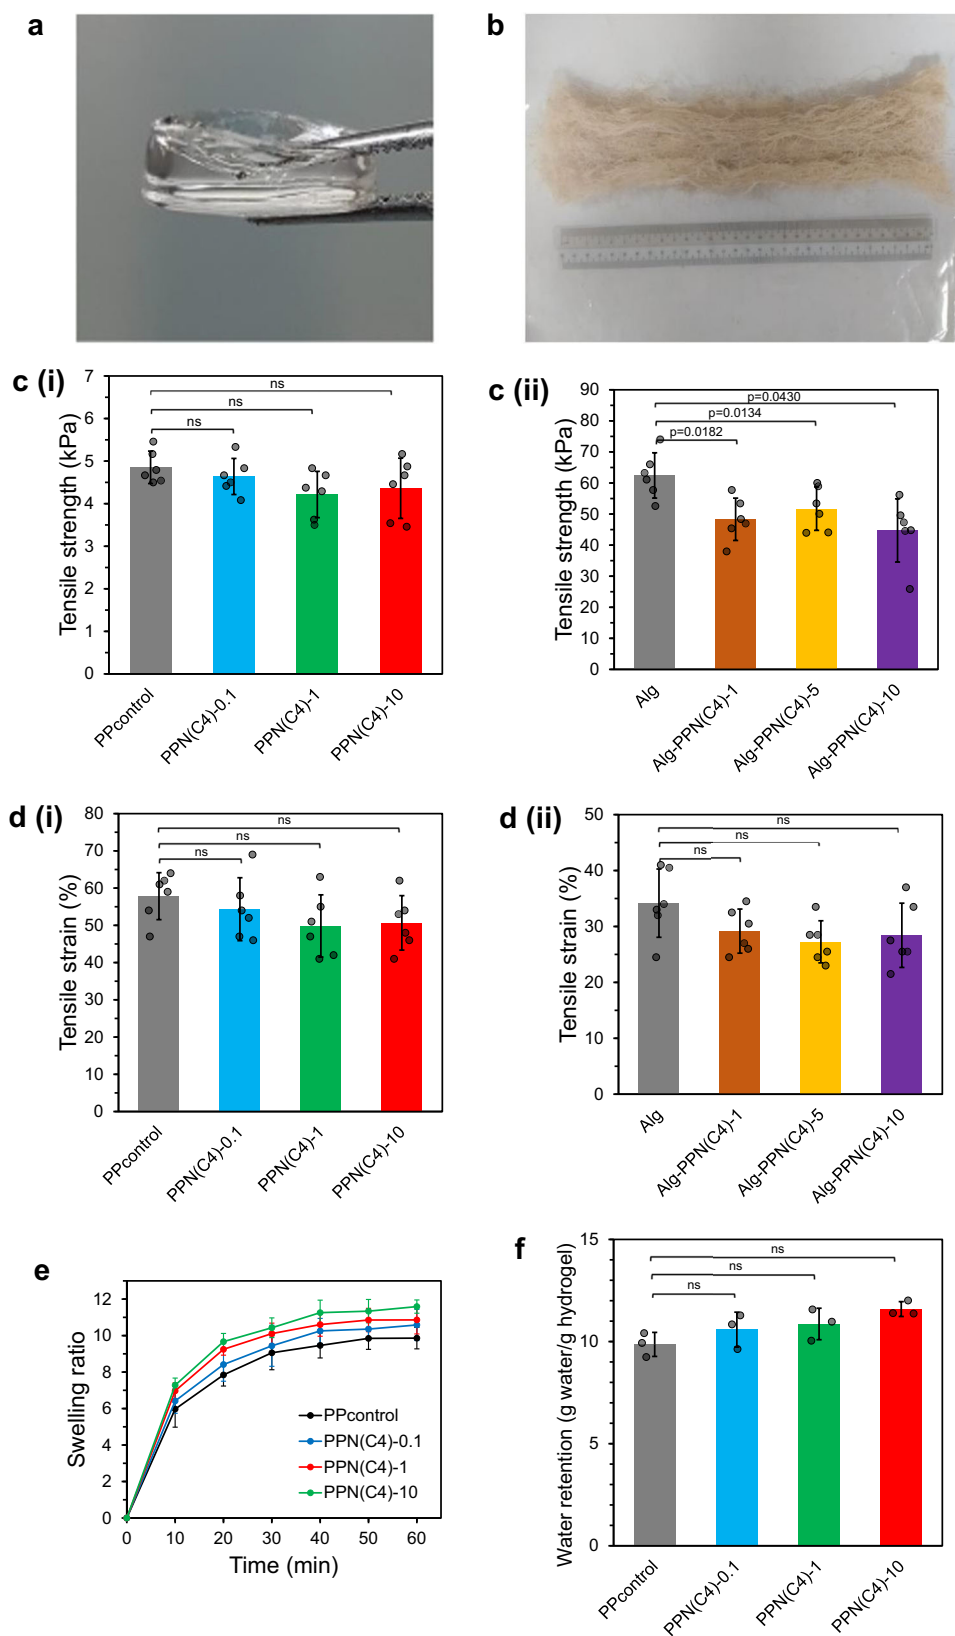 a
b
c (i)
Tensile strength (kPa)
7
6
5
4
3
2
1
0
ns
ns
ns
PPcontrol
PPN(C4)-0.1
PPN(C4)-1
PPN(C4)-10
c (ii)
Tensile strength (kPa)
90
80
70
60
50
40
30
20
10
0
p=0.0430
p=0.0134
p=0.0182
Alg
Alg-PPN(C4)-1
Alg-PPN(C4)-5
Alg-PPN(C4)-10
d (i)
Tensile strain (%)
80
70
60
50
40
30
20
10
0
ns
ns
ns
PPcontrol
PPN(C4)-0.1
PPN(C4)-1
PPN(C4)-10
d (ii)
Tensile strain (%)
50
40
30
20
10
0
ns
ns
ns
Alg
Alg-PPN(C4)-1
Alg-PPN(C4)-5
Alg-PPN(C4)-10
e
Swelling ratio
12
10
8
6
4
2
0
0 10 20 30 40 50 60
Time (min)
PPcontrol
PPN(C4)-0.1
PPN(C4)-1
PPN(C4)-10
f
Water retention (g water/g hydrogel)
15
10
5
0
ns
ns
ns
PPcontrol
PPN(C4)-0.1
PPN(C4)-1
PPN(C4)-10